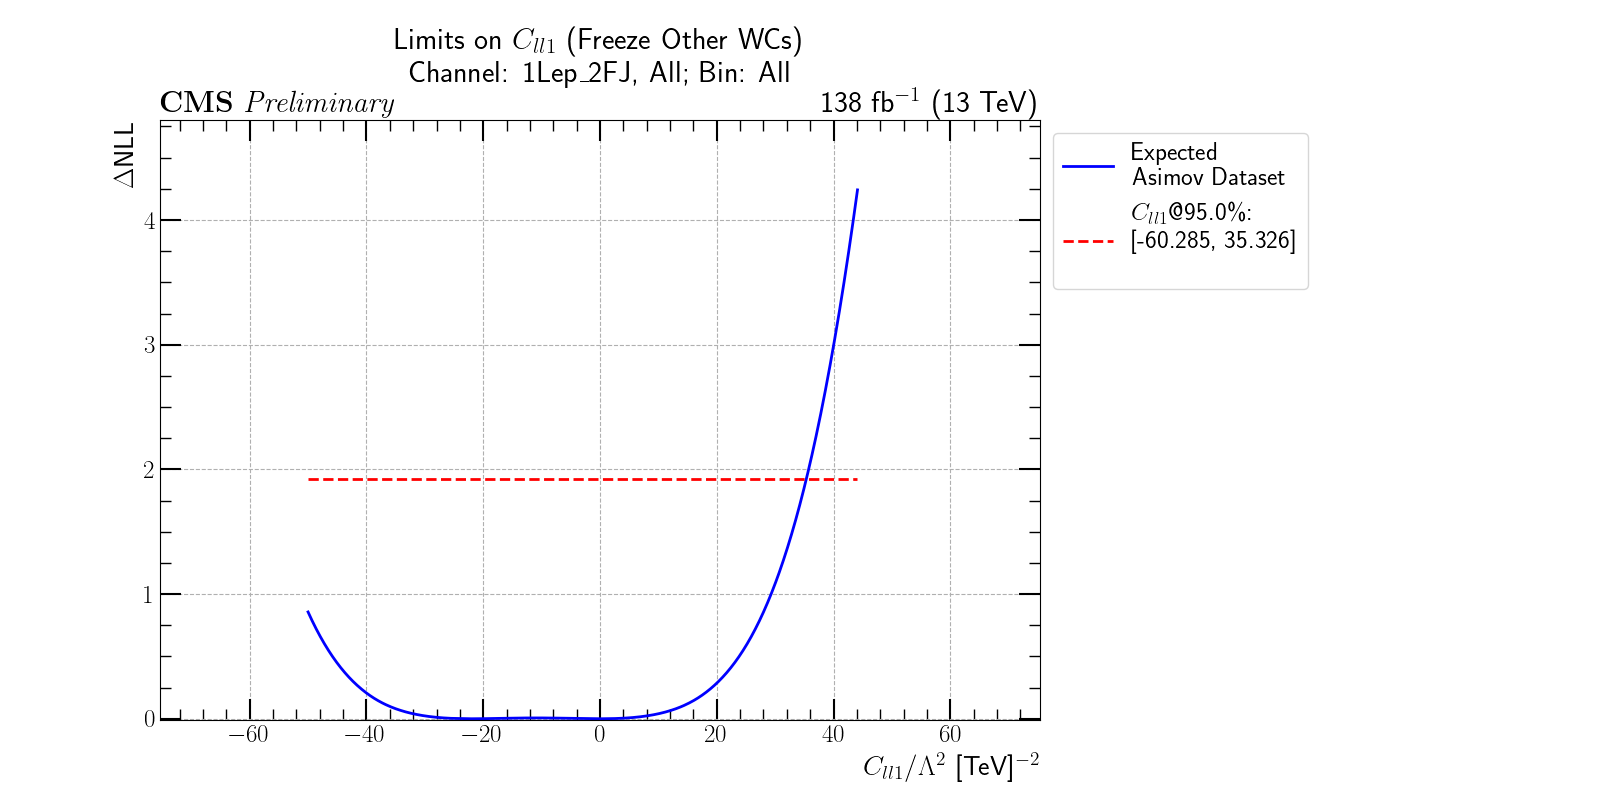 Limits on C_{ll1} (Freeze Other WCs)
Channel: 1Lep_2FJ, All; Bin: All
CMS Preliminary
138 fb^{-1} (13 TeV)
ΔNLL
4
3
2
1
0
−60
−40
−20
0
20
40
60
C_{ll1}/Λ^2 [TeV]^{-2}
Expected
Asimov Dataset
C_{ll1}@95.0%:
[-60.285, 35.326]